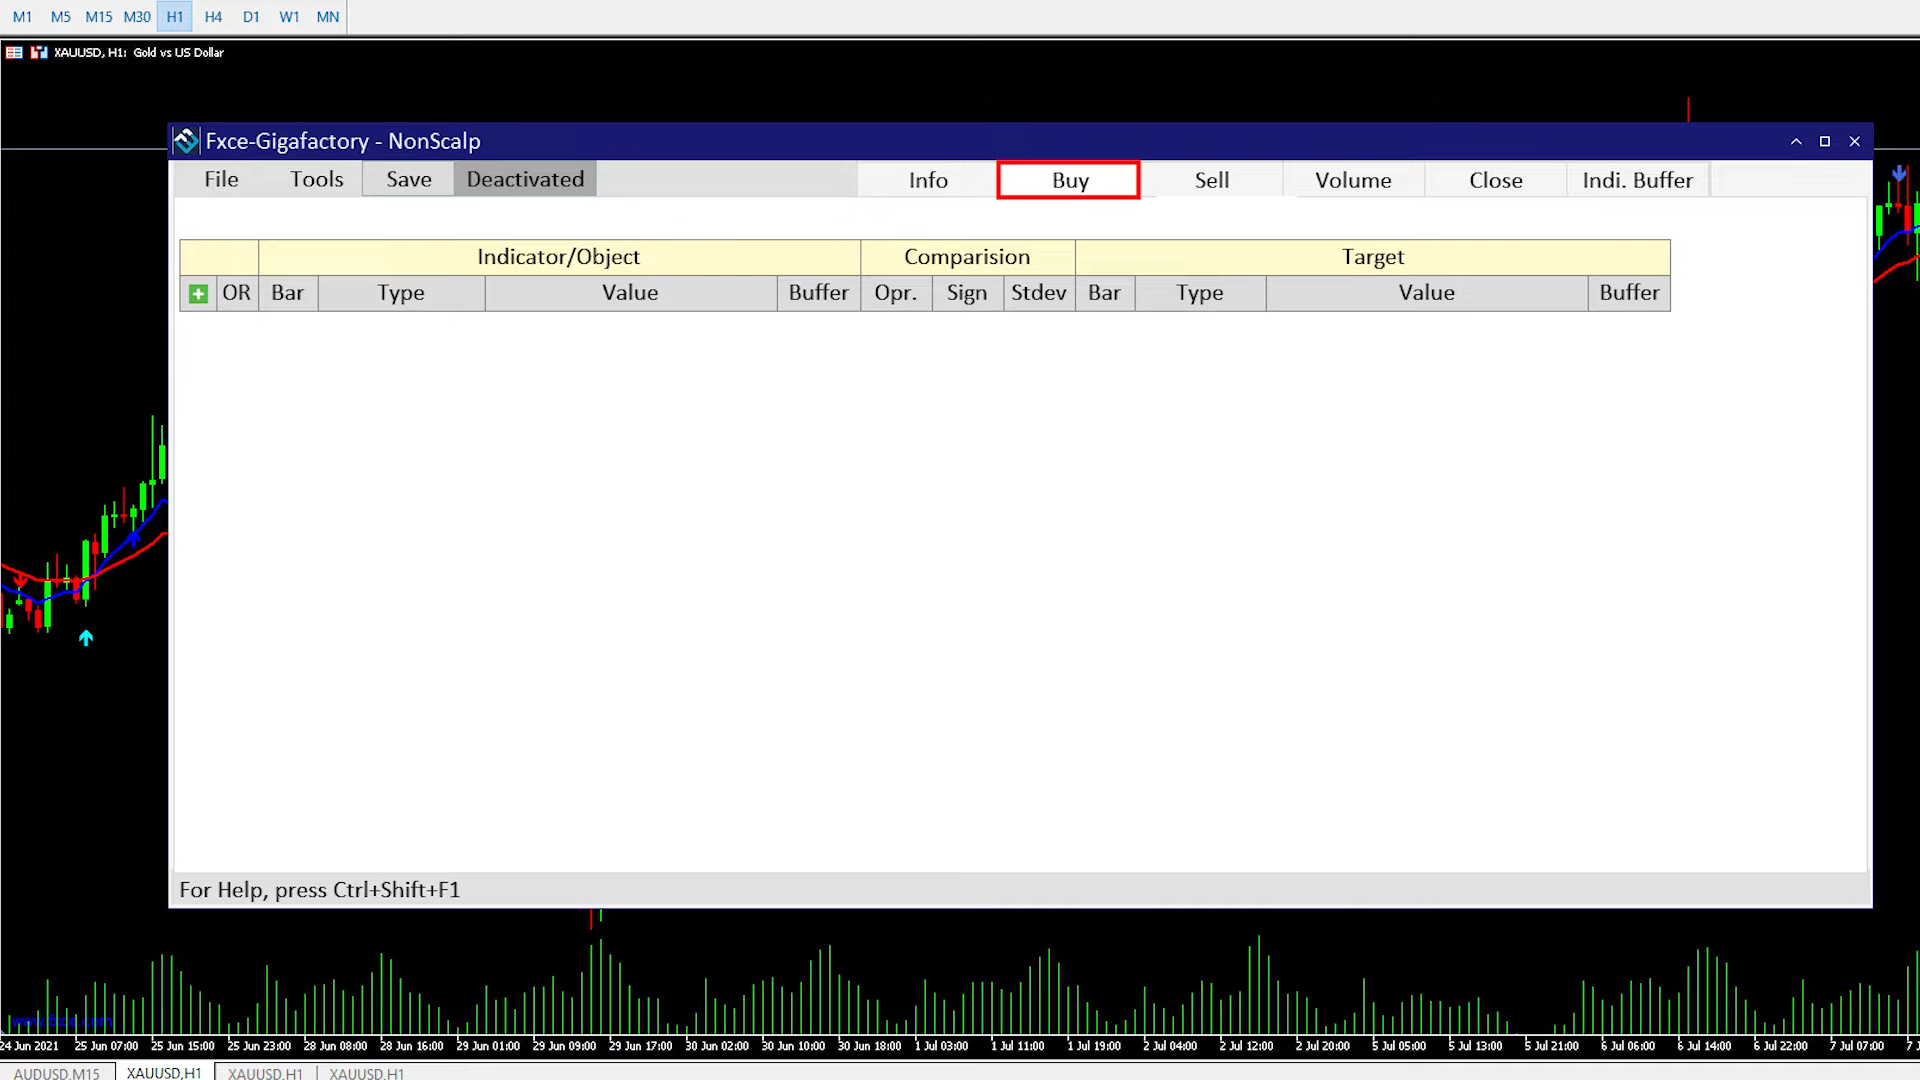 M1 M5 M15 M30 H1 H4 D1 W1 MN
XAUUSD, H1: Gold vs US Dollar
Fxce-Gigafactory - NonScalp
File Tools Save Deactivated Info Buy Sell Volume Close Indi. Buffer
Indicator/Object Comparision Target
OR Bar Type Value Buffer Opr. Sign Stdev Bar Type Value Buffer
For Help, press Ctrl+Shift+F1
24 Jun 2021 25 Jun 07:00 25 Jun 15:00 25 Jun 23:00 28 Jun 08:00 28 Jun 16:00 29 Jun 01:00 29 Jun 09:00 29 Jun 17:00 30 Jun 02:00 30 Jun 10:00 30 Jun 18:00 1 Jul 03:00 1 Jul 11:00 1 Jul 19:00 2 Jul 04:00 2 Jul 12:00 2 Jul 20:00 5 Jul 05:00 5 Jul 13:00 5 Jul 21:00 6 Jul 06:00 6 Jul 14:00 6 Jul 22:00 7 Jul 07:00
AUDUSD,M15 XAUUSD,H1 XAUUSD,H1 XAUUSD,H1